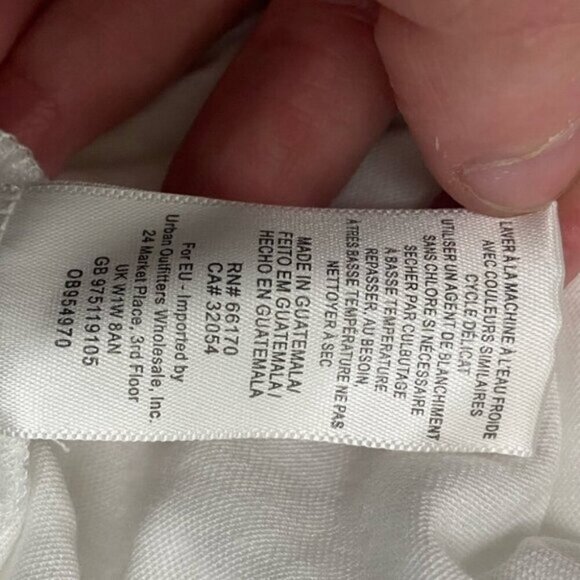 LAVER À LA MACHINE À L'EAU FROIDE
AVEC COULEURS SIMILAIRES
CYCLE DÉLICAT
UTILISER UN AGENT DE BLANCHIMENT
SANS CHLORE SI NÉCESSAIRE
SÉCHER PAR CULBUTAGE
À BASSE TEMPÉRATURE
REPASSER, AU BESOIN,
À TRÈS BASSE TEMPÉRATURE NE PAS
NETTOYER À SEC
MADE IN GUATEMALA/
FEITO EM GUATEMALA /
HECHO EN GUATEMALA
RN# 66170
CA# 32054
For EU - Imported by
Urban Outfitters Wholesale, Inc.
24 Market Place, 3rd Floor
UK W1W 8AN
GB 975119105
OB954970